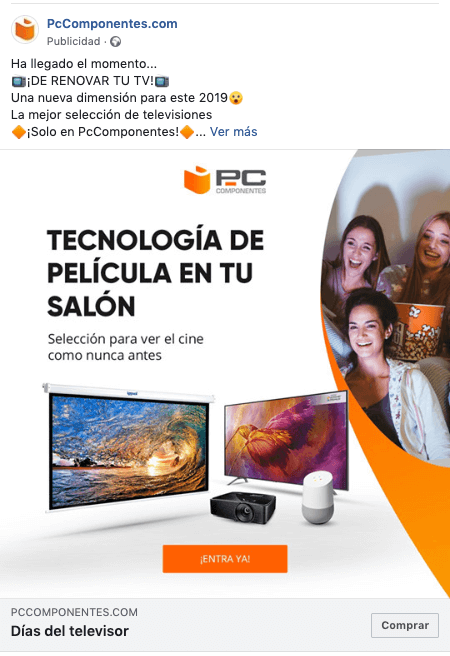 PcComponentes.com
Publicidad ·
Ha llegado el momento...
📺¡DE RENOVAR TU TV!📺
Una nueva dimensión para este 2019😮
La mejor selección de televisiones
🔶¡Solo en PcComponentes!🔶... Ver más
PC
COMPONENTES
TECNOLOGÍA DE
PELÍCULA EN TU
SALÓN
Selección para ver el cine
como nunca antes
¡ENTRA YA!
PCCOMPONENTES.COM
Días del televisor
Comprar